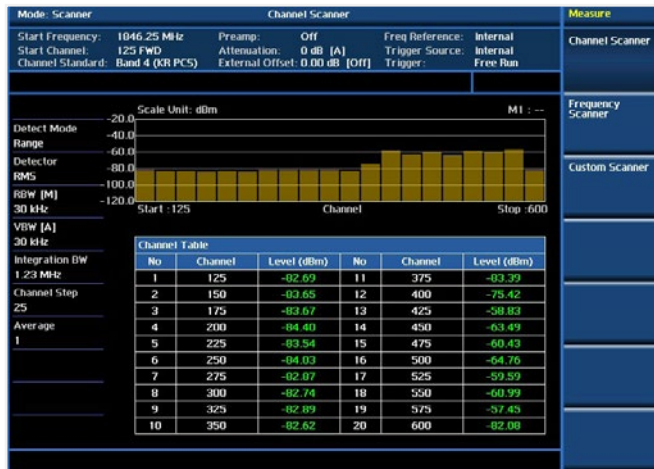 Mode: Scanner Channel Scanner Measure
Start Frequency: 1846.25 MHz Preamp: Off Freq Reference: Internal
Start Channel: 125 FWD Attenuation: 0 dB [A] Trigger Source: Internal
Channel Standard: Band 4 (KR PCS) External Offset: 0.00 dB [Off] Trigger: Free Run
Channel Scanner
Frequency Scanner
Custom Scanner
Scale Unit: dBm M1 : --
-20.0
-40.0
-60.0
-80.0
-100.0
-120.0
Start :125 Channel Stop :600
Detect Mode
Range
Detector
RMS
RBW [M]
30 kHz
VBW [A]
30 kHz
Integration BW
1.23 MHz
Channel Step
25
Average
1
Channel Table
No Channel Level (dBm) No Channel Level (dBm)
1 125 -82.69 11 375 -83.39
2 150 -83.65 12 400 -75.42
3 175 -83.67 13 425 -58.83
4 200 -84.40 14 450 -63.49
5 225 -83.54 15 475 -60.43
6 250 -84.03 16 500 -64.76
7 275 -82.87 17 525 -59.59
8 300 -82.74 18 550 -60.99
9 325 -82.89 19 575 -57.45
10 350 -82.62 20 600 -82.08